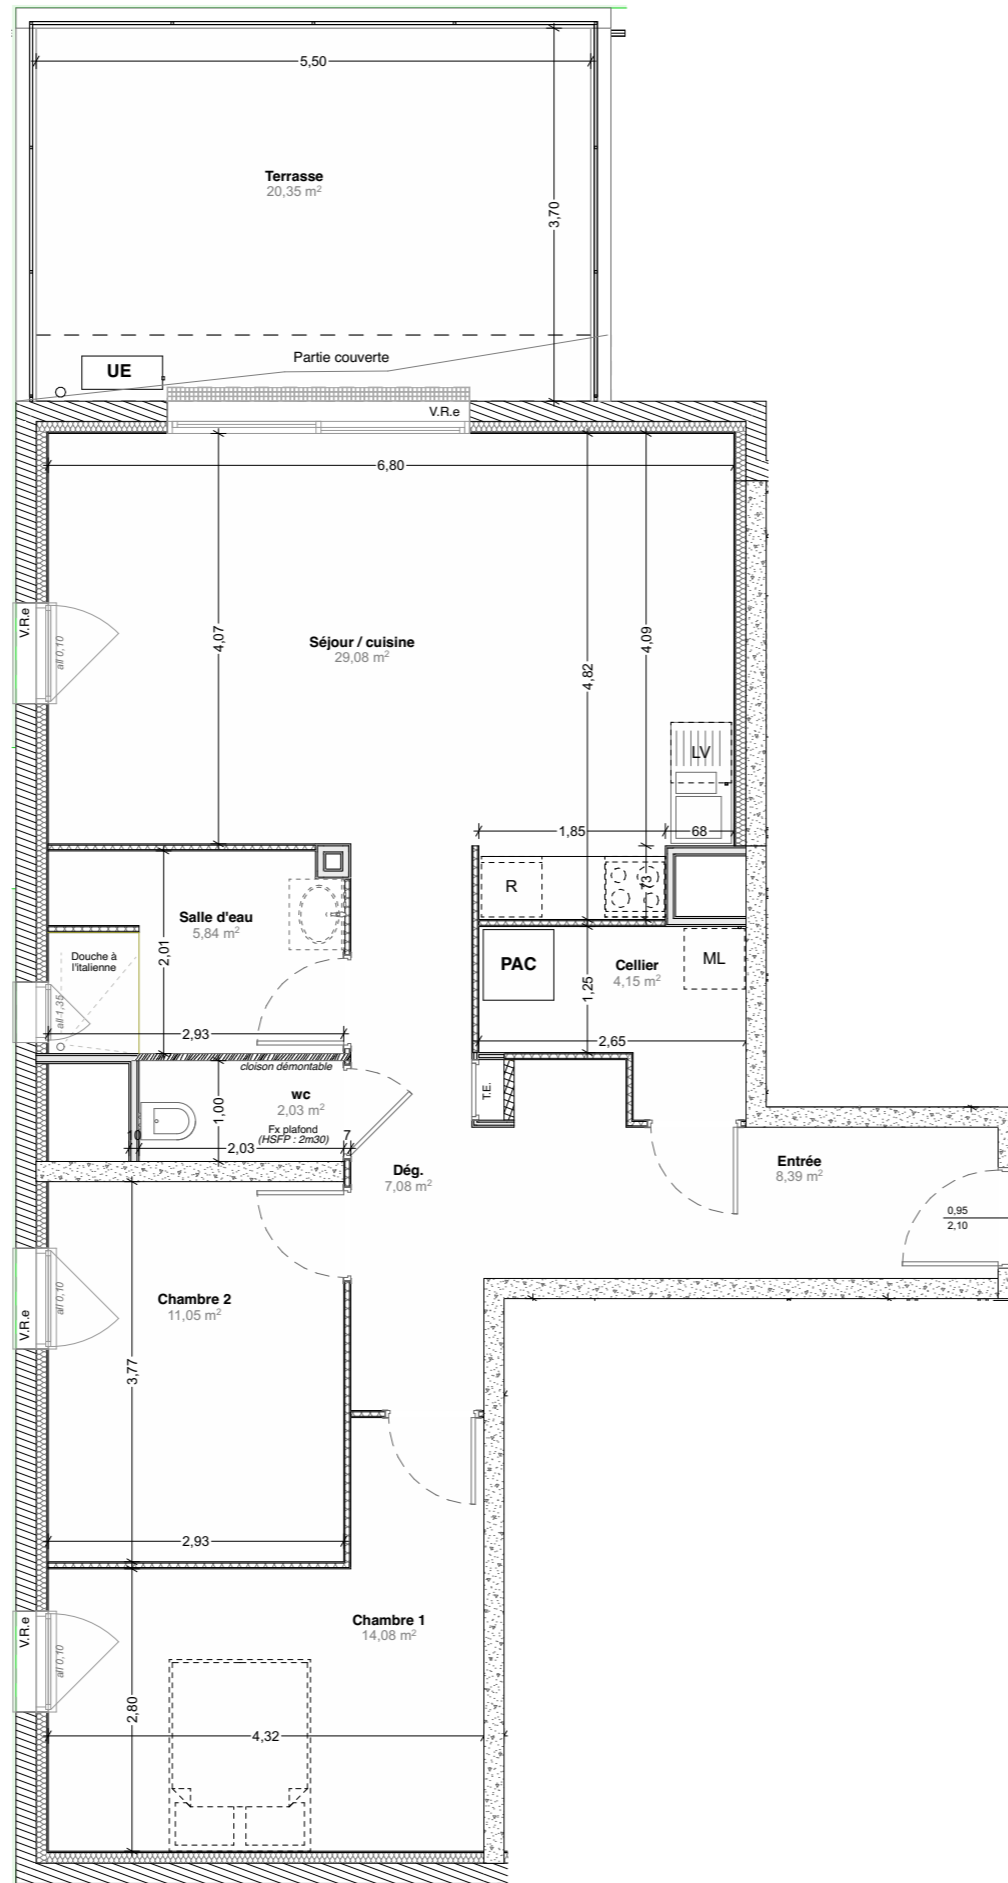 5,50
Terrasse
20,35 m²
3,70
Partie couverte
UE
V.R.e
6,80
V.R.e
all 0,10
4,07
Séjour / cuisine
29,08 m²
4,82
4,09
LV
1,85
68
R
73
Salle d'eau
5,84 m²
2,01
Douche à
l'italienne
all 1,35
2,93
PAC
Cellier
4,15 m²
ML
1,25
2,65
cloison démontable
wc
2,03 m²
1,00
Fx plafond
(HSFP : 2m30)
10
2,03
7
T.E.
Dég.
7,08 m²
Entrée
8,39 m²
0,95
2,10
Chambre 2
11,05 m²
all 0,10
V.R.e
3,77
2,93
Chambre 1
14,08 m²
V.R.e
all 0,10
2,80
4,32